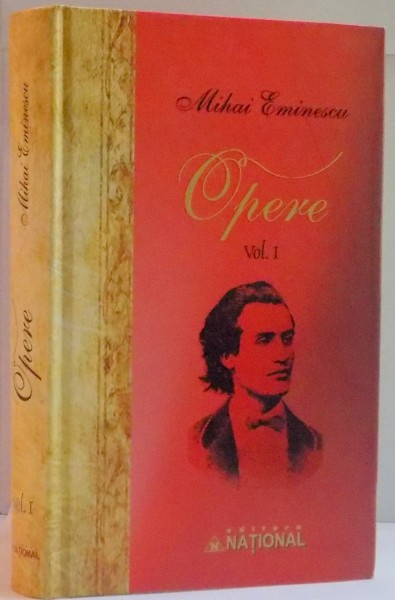 Mihai Eminescu
Opere
Vol. I
editura
NAȚIONAL
Mihai Eminescu
Opere
Vol. I
NAȚIONAL